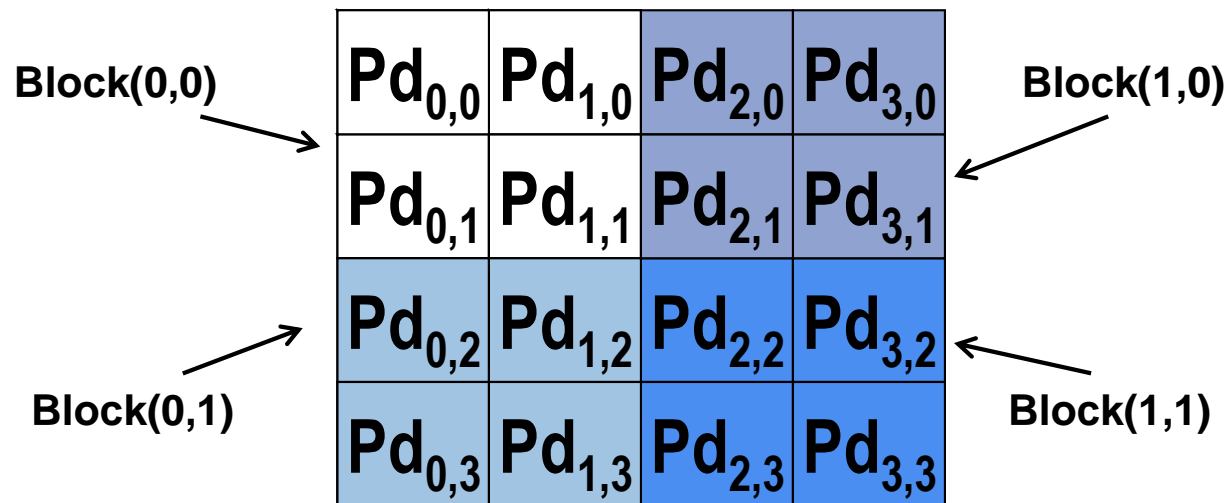 Pd0,0 Pd1,0 Pd2,0 Pd3,0
Block(0,0)
Block(1,0)
Pd0,1 Pd1,1 Pd2,1 Pd3,1
Pd0,2 Pd1,2 Pd2,2 Pd3,2
Block(0,1)
Block(1,1)
Pd0,3 Pd1,3 Pd2,3 Pd3,3